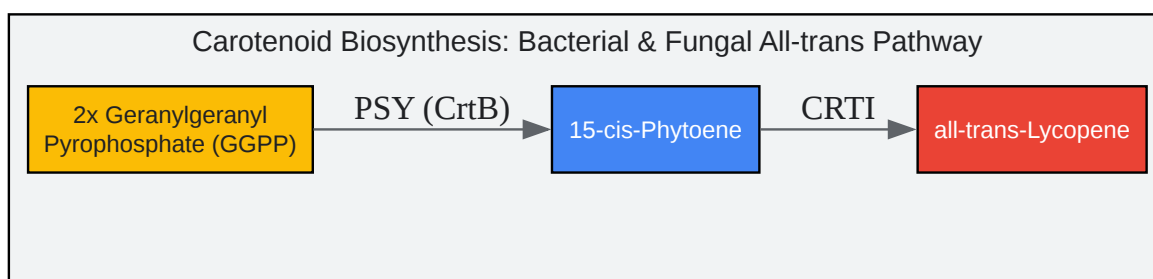 Carotenoid Biosynthesis: Bacterial & Fungal All-trans Pathway
2x Geranylgeranyl
Pyrophosphate (GGPP)
PSY (CrtB)
15-cis-Phytoene
CRTI
all-trans-Lycopene